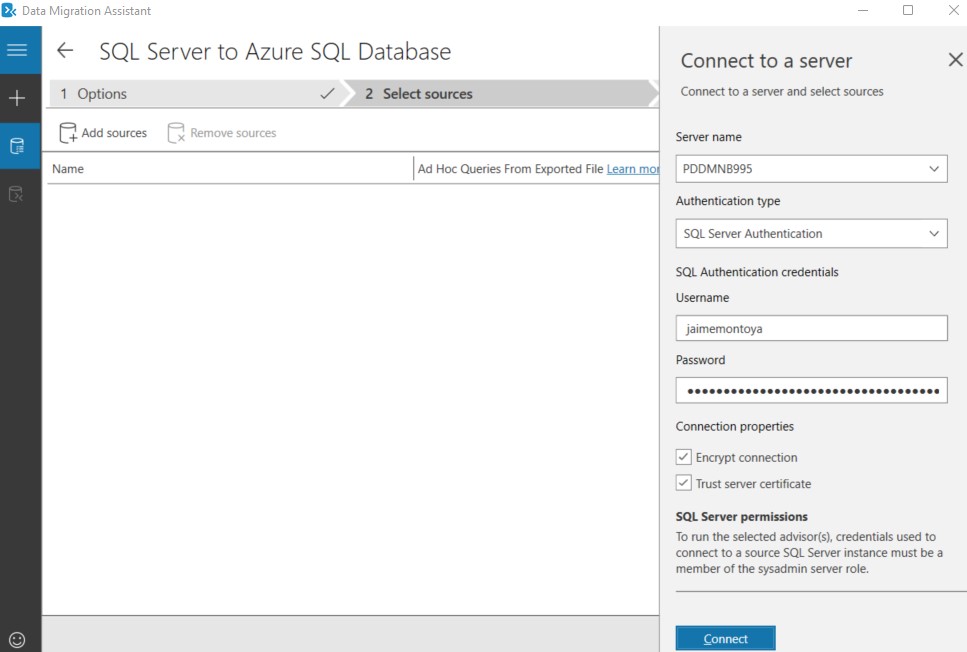 Data Migration Assistant
SQL Server to Azure SQL Database
1 Options
2 Select sources
Add sources
Remove sources
Name
Ad Hoc Queries From Exported File Learn mor
Connect to a server
Connect to a server and select sources
Server name
PDDMNB995
Authentication type
SQL Server Authentication
SQL Authentication credentials
Username
jaimemontoya
Password
Connection properties
Encrypt connection
Trust server certificate
SQL Server permissions
To run the selected advisor(s), credentials used to
connect to a source SQL Server instance must be a
member of the sysadmin server role.
Connect